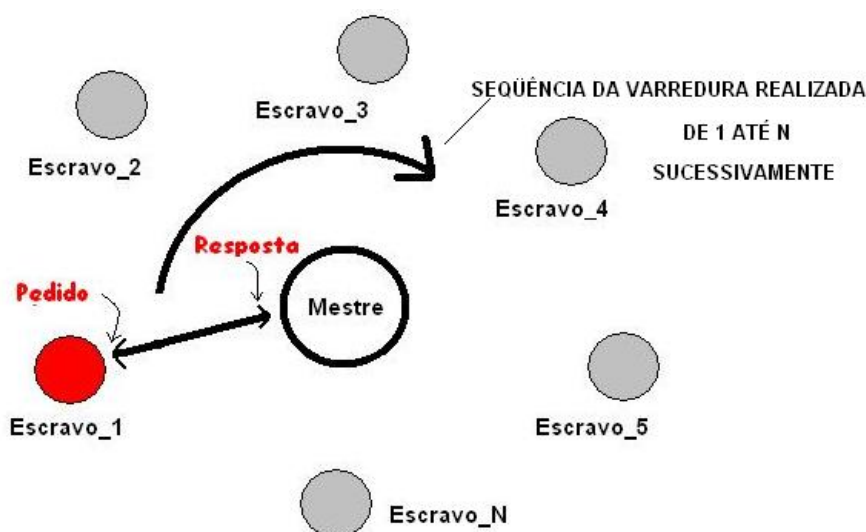 Escravo_3
SEQÜÊNCIA DA VARREDURA REALIZADA
DE 1 ATÉ N
SUCESSIVAMENTE
Escravo_2
Escravo_4
Resposta
Pedido
Mestre
Escravo_1
Escravo_5
Escravo_N